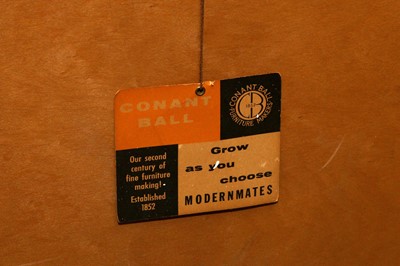 CONANT
BALL
CONANT BALL
FURNITURE MAKERS
Our second
century of
fine furniture
making!
Established
1852
Grow
as you
choose
MODERNMATES